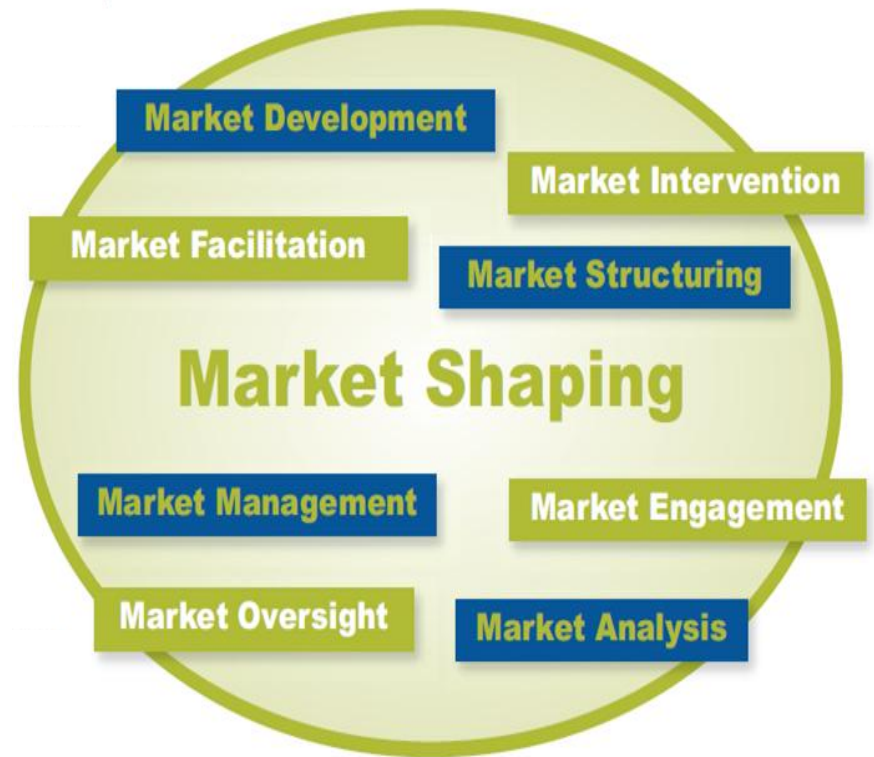 Market Development
Market Intervention
Market Facilitation
Market Structuring
Market Shaping
Market Management
Market Engagement
Market Oversight
Market Analysis